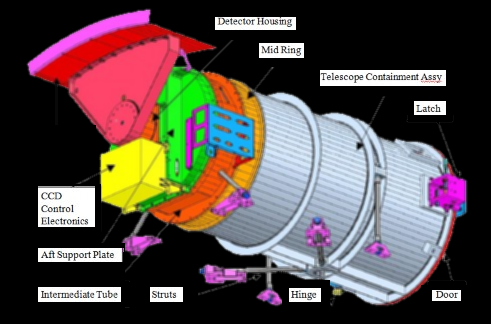 Detector Housing
Mid Ring
Telescope Containment Assy
Latch
CCD
Control
Electronics
Aft Support Plate
Intermediate Tube
Struts
Hinge
Door